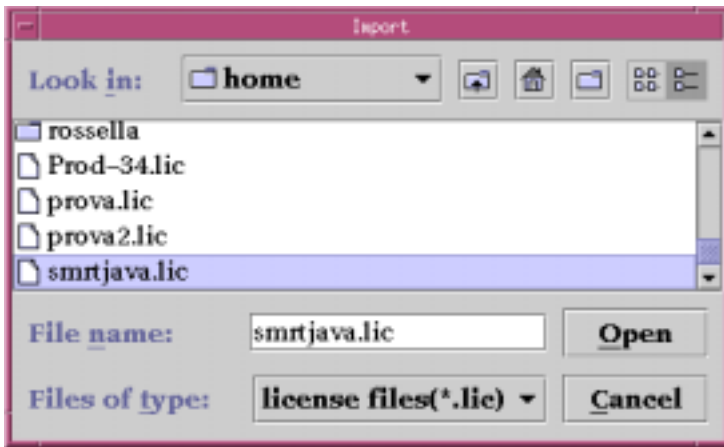 Import
Look in: home
rossella
Prod-34.lic
prova.lic
prova2.lic
smrtjava.lic
File name: smrtjava.lic Open
Files of type: license files(*.lic) Cancel